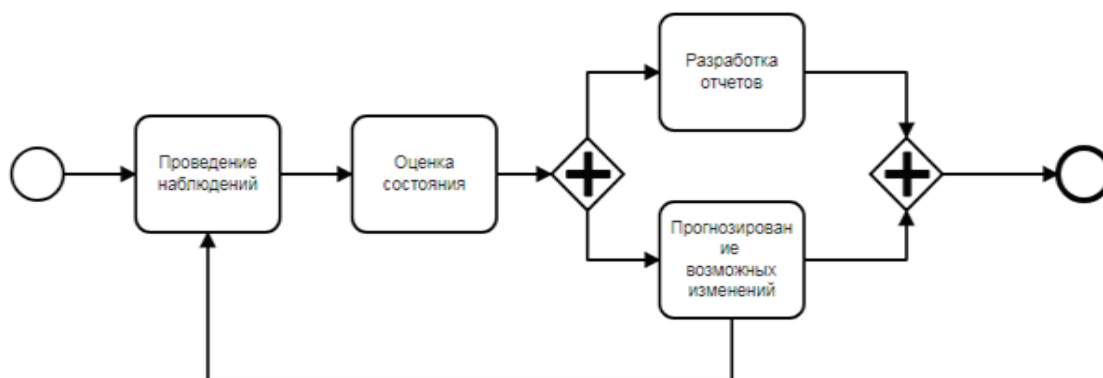 Проведение
наблюдений
Оценка
состояния
Разработка
отчетов
Прогнозирован
ие
возможных
изменений